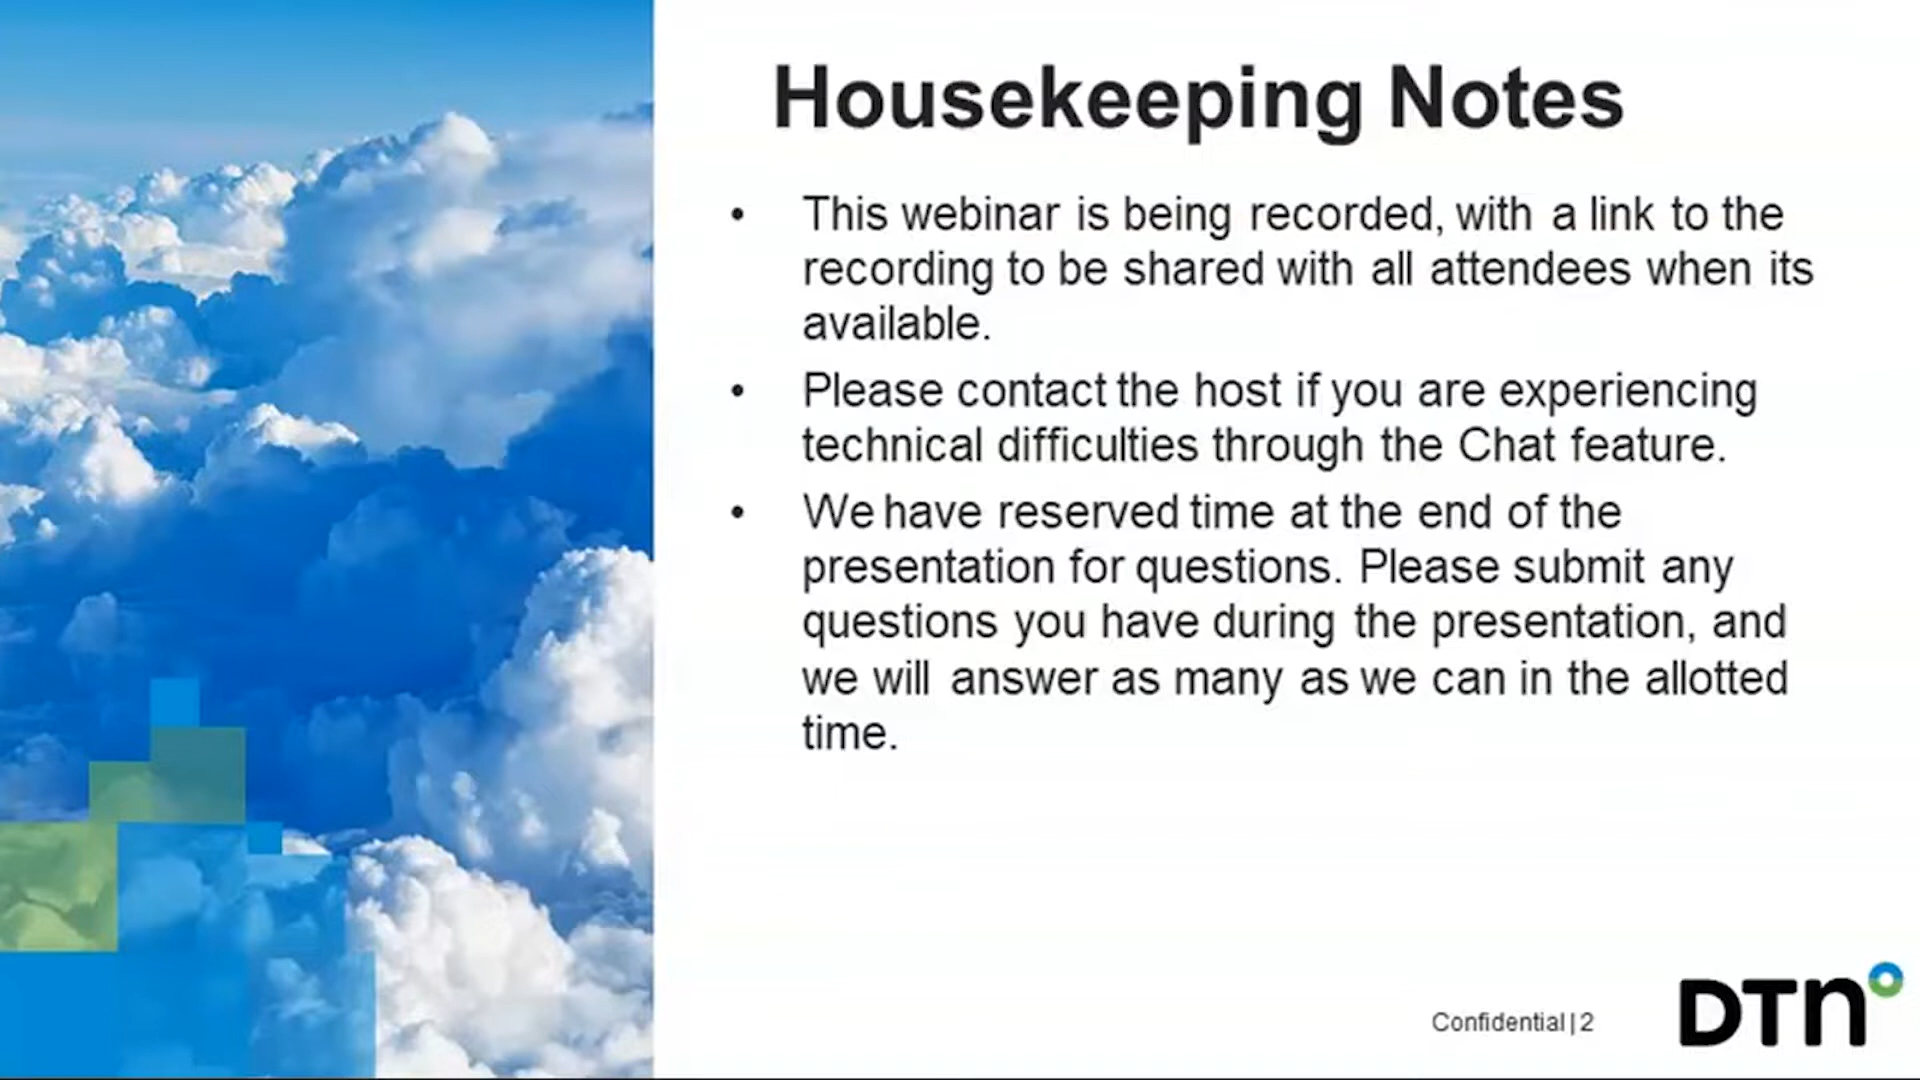 Housekeeping Notes
• This webinar is being recorded, with a link to the
recording to be shared with all attendees when its
available.
• Please contact the host if you are experiencing
technical difficulties through the Chat feature.
• We have reserved time at the end of the
presentation for questions. Please submit any
questions you have during the presentation, and
we will answer as many as we can in the allotted
time.
Confidential | 2
DTN